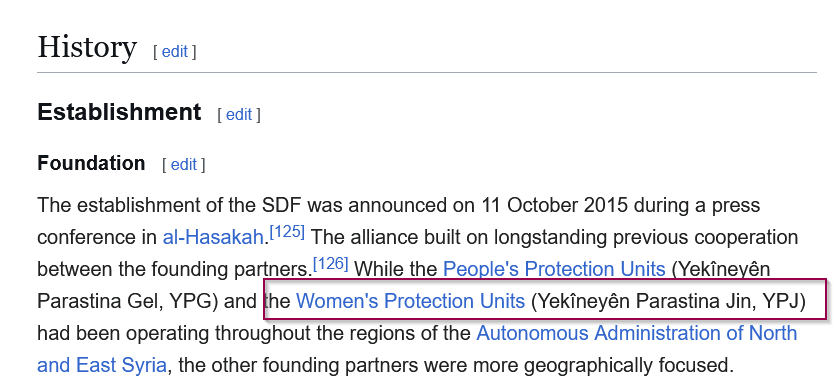 History [ edit ]
Establishment [ edit ]
Foundation [ edit ]
The establishment of the SDF was announced on 11 October 2015 during a press
conference in al-Hasakah.[125] The alliance built on longstanding previous cooperation
between the founding partners.[126] While the People's Protection Units (Yekîneyên
Parastina Gel, YPG) and the Women's Protection Units (Yekîneyên Parastina Jin, YPJ)
had been operating throughout the regions of the Autonomous Administration of North
and East Syria, the other founding partners were more geographically focused.